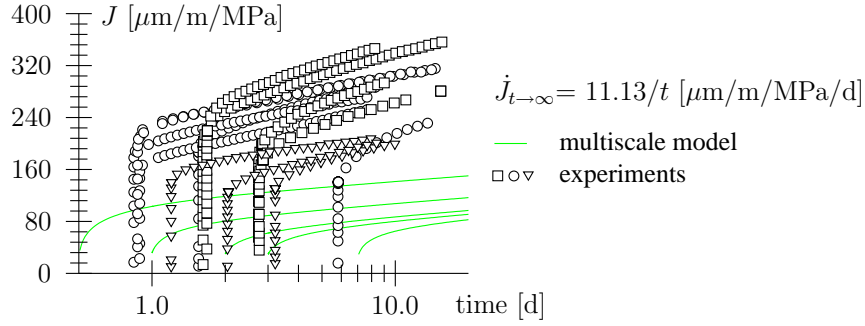 400 J [μm/m/MPa]
320
240
160
80
0
1.0 10.0 time [d]
J̇t→∞ = 11.13/t [μm/m/MPa/d]
multiscale model
experiments